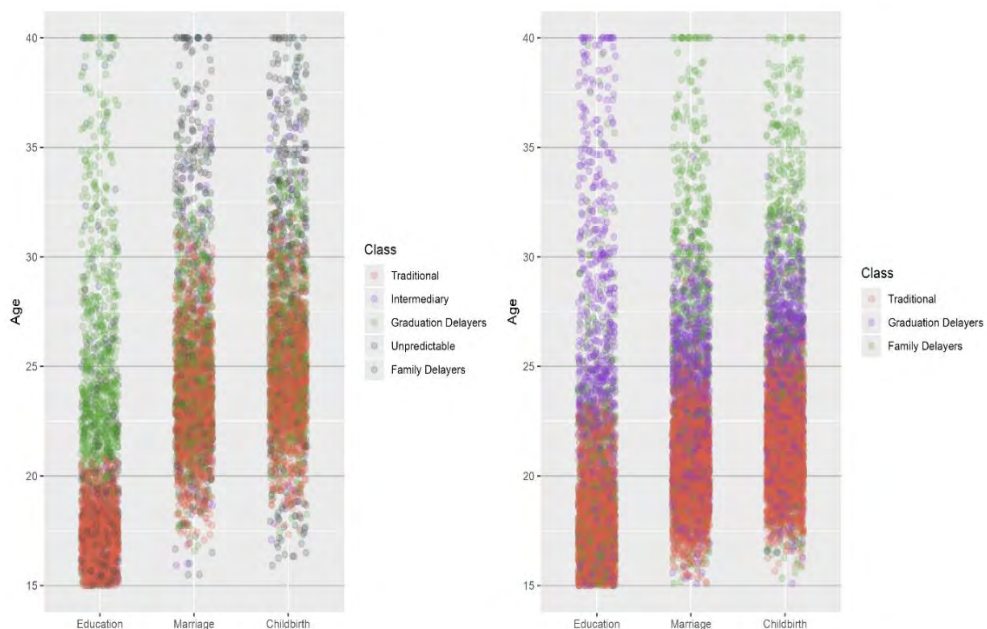 40
35
30
25
20
15
Age
Education Marriage Childbirth
Class
Traditional
Intermediary
Graduation Delayers
Unpredictable
Family Delayers
40
35
30
25
20
15
Age
Education Marriage Childbirth
Class
Traditional
Graduation Delayers
Family Delayers